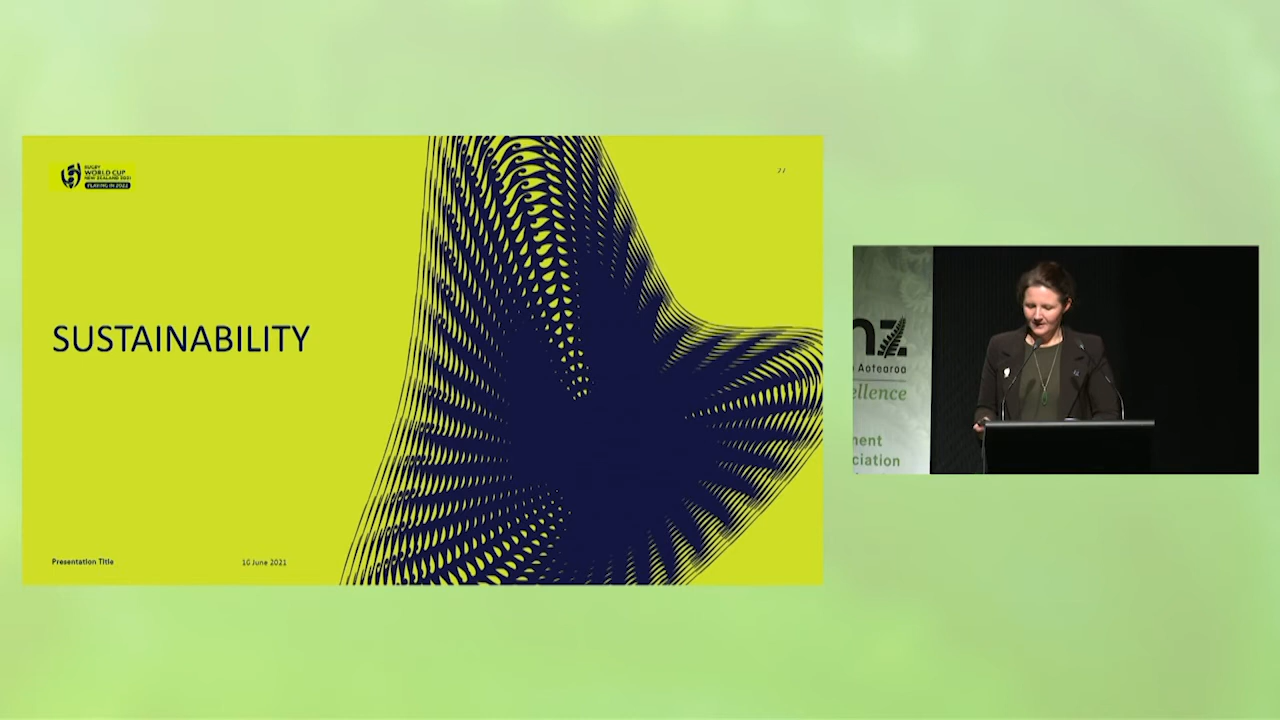 RUGBY
WORLD CUP
NEW ZEALAND 2021
PLAYING IN 2022
SUSTAINABILITY
Presentation Title
16 June 2021
nz
Aotearoa
ellence
ment
ciation